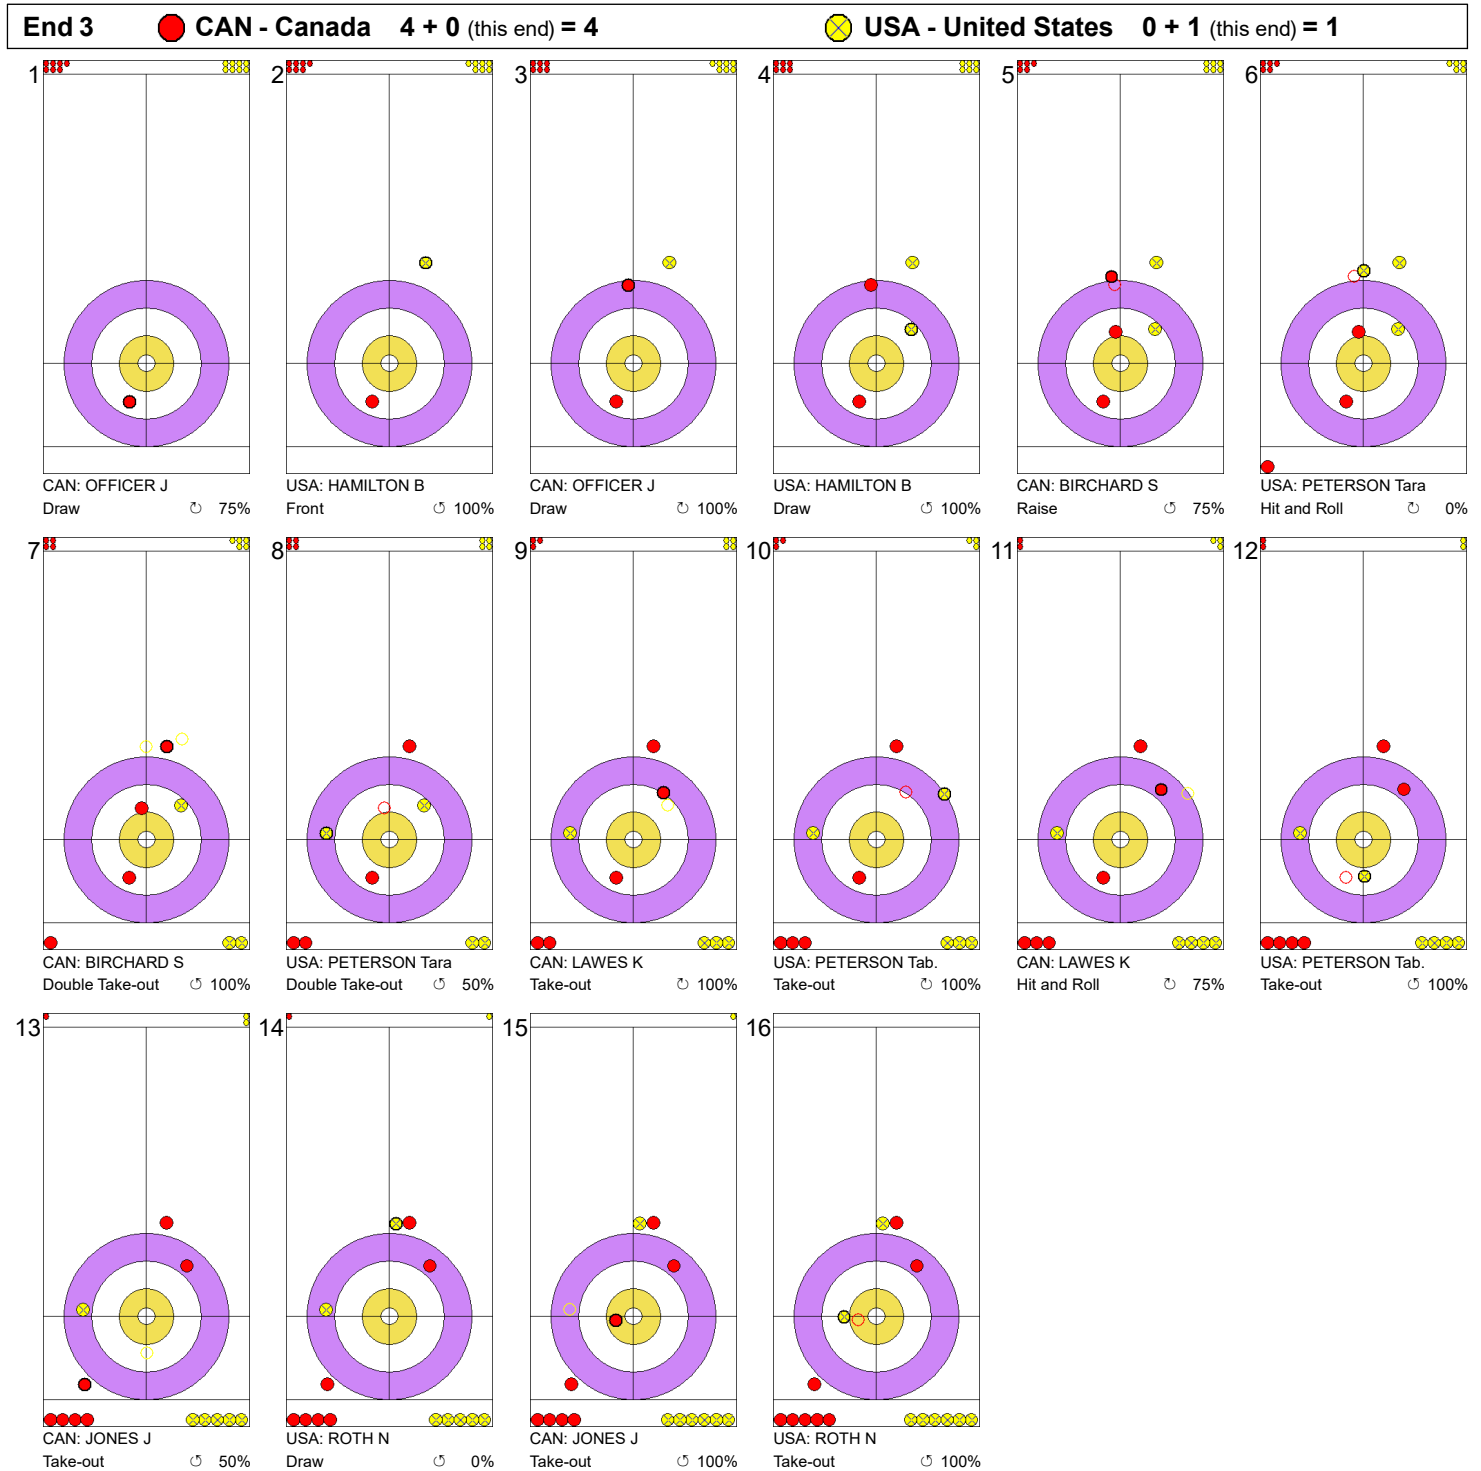 End 3 CAN - Canada 4 + 0 (this end) = 4 USA - United States 0 + 1 (this end) = 1
1 2 3 4 5 6
CAN: OFFICER J USA: HAMILTON B CAN: OFFICER J USA: HAMILTON B CAN: BIRCHARD S USA: PETERSON Tara
Draw ↻ 75% Front ↺ 100% Draw ↻ 100% Draw ↺ 100% Raise ↻ 75% Hit and Roll ↻ 0%
7 8 9 10 11 12
CAN: BIRCHARD S USA: PETERSON Tara CAN: LAWES K USA: PETERSON Tab. CAN: LAWES K USA: PETERSON Tab.
Double Take-out ↺ 100% Double Take-out ↺ 50% Take-out ↻ 100% Take-out ↻ 100% Hit and Roll ↻ 75% Take-out ↺ 100%
13 14 15 16
CAN: JONES J USA: ROTH N CAN: JONES J USA: ROTH N
Take-out ↺ 50% Draw ↺ 0% Take-out ↺ 100% Take-out ↺ 100%